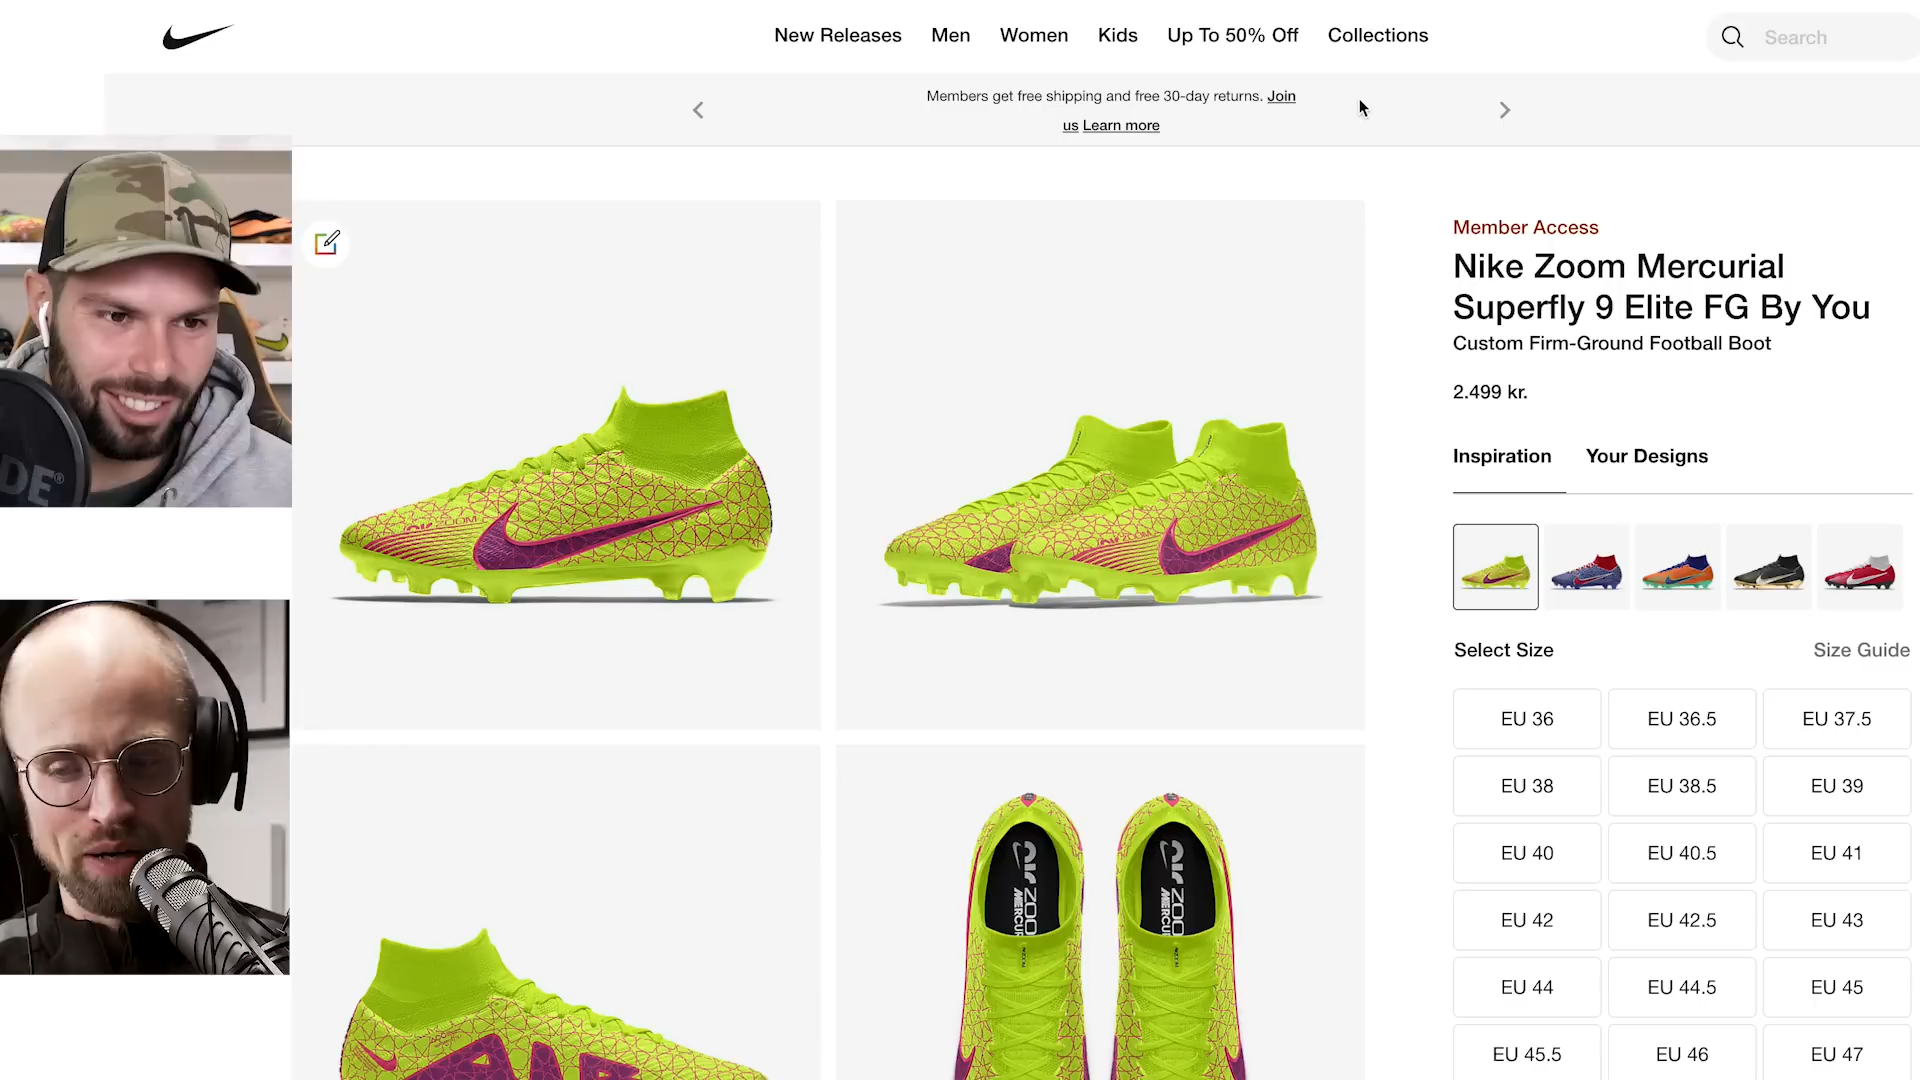 New Releases Men Women Kids Up To 50% Off Collections
Search
Members get free shipping and free 30-day returns. Join
us Learn more
Member Access
Nike Zoom Mercurial
Superfly 9 Elite FG By You
Custom Firm-Ground Football Boot
2.499 kr.
Inspiration Your Designs
Select Size Size Guide
EU 36 EU 36.5 EU 37.5
EU 38 EU 38.5 EU 39
EU 40 EU 40.5 EU 41
EU 42 EU 42.5 EU 43
EU 44 EU 44.5 EU 45
EU 45.5 EU 46 EU 47